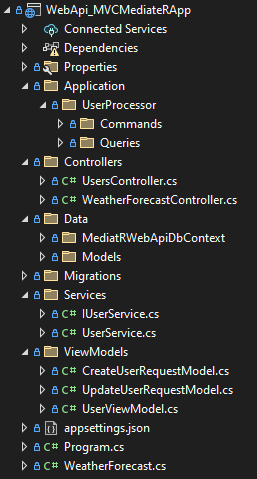 WebApi_MVCMediateRApp
Connected Services
Dependencies
Properties
Application
UserProcessor
Commands
Queries
Controllers
C# UsersController.cs
C# WeatherForecastController.cs
Data
MediatRWebApiDbContext
Models
Migrations
Services
C# IUserService.cs
C# UserService.cs
ViewModels
C# CreateUserRequestModel.cs
C# UpdateUserRequestModel.cs
C# UserViewModel.cs
appsettings.json
C# Program.cs
C# WeatherForecast.cs